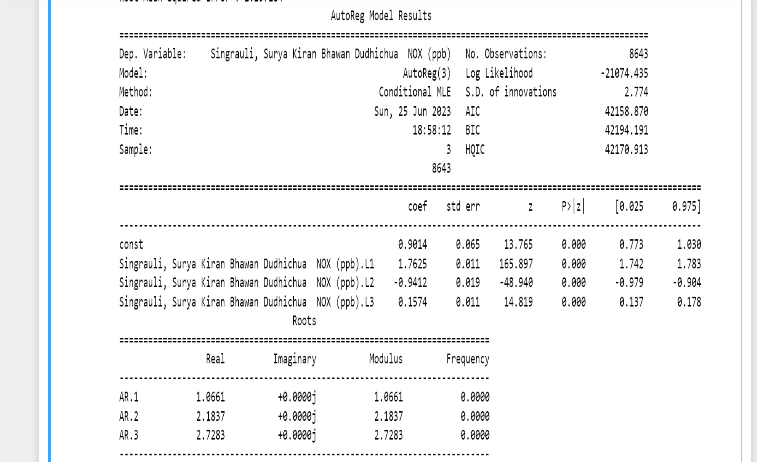 AutoReg Model Results
==============================================================================
Dep. Variable: Singrauli, Surya Kiran Bhawan Dudhichua NOX (ppb) No. Observations: 8643
Model: AutoReg(3) Log Likelihood -21074.435
Method: Conditional MLE S.D. of innovations 2.774
Date: Sun, 25 Jun 2023 AIC 42158.870
Time: 18:58:12 BIC 42194.191
Sample: 3 HQIC 42170.913
8643
==============================================================================
coef std err z P>|z| [0.025 0.975]
------------------------------------------------------------------------------
const 0.9014 0.065 13.765 0.000 0.773 1.030
Singrauli, Surya Kiran Bhawan Dudhichua NOX (ppb).L1 1.7625 0.011 165.897 0.000 1.742 1.783
Singrauli, Surya Kiran Bhawan Dudhichua NOX (ppb).L2 -0.9412 0.019 -48.940 0.000 -0.979 -0.904
Singrauli, Surya Kiran Bhawan Dudhichua NOX (ppb).L3 0.1574 0.011 14.819 0.000 0.137 0.178
Roots
==============================================================================
Real Imaginary Modulus Frequency
------------------------------------------------------------------------------
AR.1 1.0661 +0.0000j 1.0661 0.0000
AR.2 2.1837 +0.0000j 2.1837 0.0000
AR.3 2.7283 +0.0000j 2.7283 0.0000
------------------------------------------------------------------------------